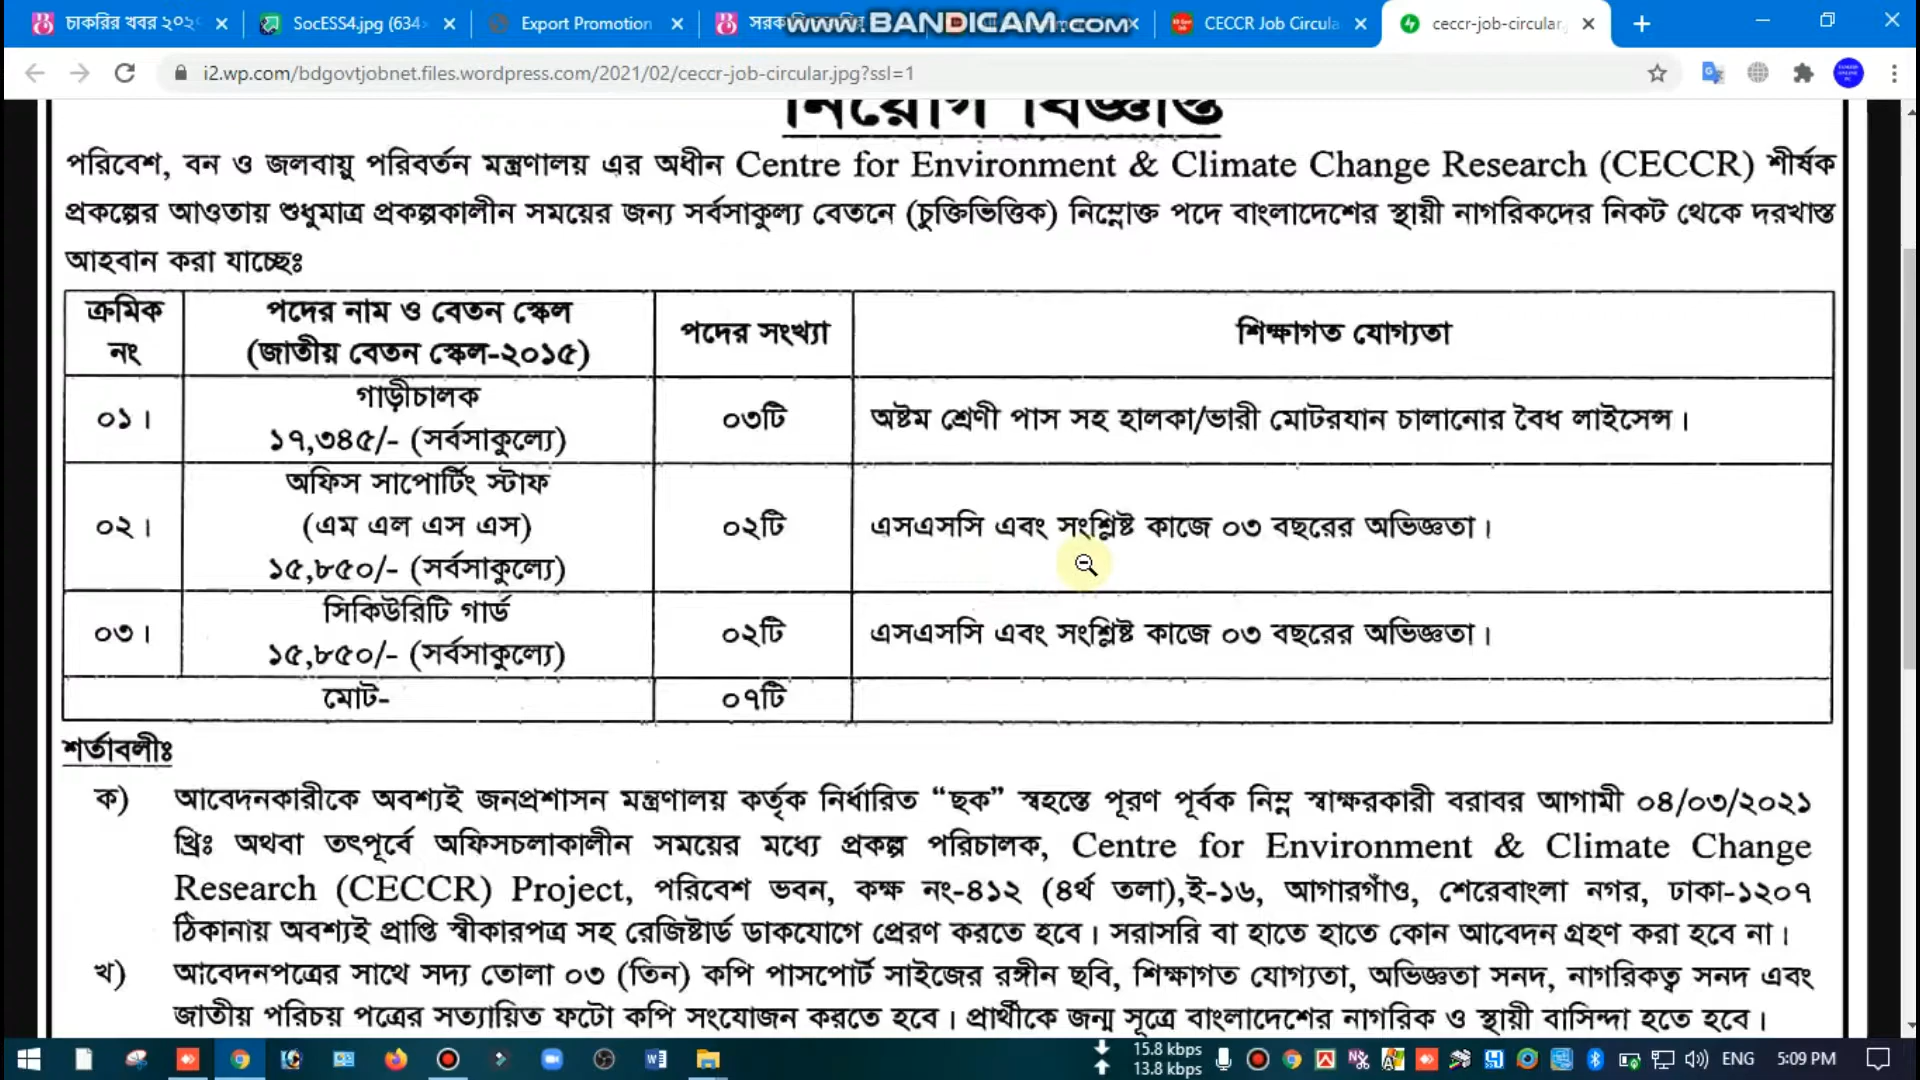 চাকরির খবর ২০২
SocESS4.jpg (634
Export Promotion
সরক
WWW.BANDICAM.COM
CECCR Job Circula
ceccr-job-circular
i2.wp.com/bdgovtjobnet.files.wordpress.com/2021/02/ceccr-job-circular.jpg?ssl=1
নিয়োগ বিজ্ঞপ্তি
পরিবেশ, বন ও জলবায়ু পরিবর্তন মন্ত্রণালয় এর অধীন Centre for Environment & Climate Change Research (CECCR) শীর্ষক
প্রকল্পের আওতায় শুধুমাত্র প্রকল্পকালীন সময়ের জন্য সর্বসাকুল্য বেতনে (চুক্তিভিত্তিক) নিম্নোক্ত পদে বাংলাদেশের স্থায়ী নাগরিকদের নিকট থেকে দরখাস্ত
আহবান করা যাচ্ছেঃ
ক্রমিক নং
পদের নাম ও বেতন স্কেল
(জাতীয় বেতন স্কেল-২০১৫)
পদের সংখ্যা
শিক্ষাগত যোগ্যতা
০১।
গাড়ীচালক
১৭,৩৪৫/- (সর্বসাকুল্যে)
০৩টি
অষ্টম শ্রেণী পাস সহ হালকা/ভারী মোটরযান চালানোর বৈধ লাইসেন্স।
০২।
অফিস সাপোর্টিং স্টাফ
(এম এল এস এস)
১৫,৮৫০/- (সর্বসাকুল্যে)
০২টি
এসএসসি এবং সংশ্লিষ্ট কাজে ০৩ বছরের অভিজ্ঞতা।
০৩।
সিকিউরিটি গার্ড
১৫,৮৫০/- (সর্বসাকুল্যে)
০২টি
এসএসসি এবং সংশ্লিষ্ট কাজে ০৩ বছরের অভিজ্ঞতা।
মোট-
০৭টি
শর্তাবলীঃ
ক) আবেদনকারীকে অবশ্যই জনপ্রশাসন মন্ত্রণালয় কর্তৃক নির্ধারিত “ছক” স্বহস্তে পূরণ পূর্বক নিম্ন স্বাক্ষরকারী বরাবর আগামী ০৪/০৩/২০২১
খ্রিঃ অথবা তৎপূর্বে অফিসচলাকালীন সময়ের মধ্যে প্রকল্প পরিচালক, Centre for Environment & Climate Change
Research (CECCR) Project, পরিবেশ ভবন, কক্ষ নং-৪১২ (৪র্থ তলা),ই-১৬, আগারগাঁও, শেরেবাংলা নগর, ঢাকা-১২০৭
ঠিকানায় অবশ্যই প্রাপ্তি স্বীকারপত্র সহ রেজিষ্টার্ড ডাকযোগে প্রেরণ করতে হবে। সরাসরি বা হাতে হাতে কোন আবেদন গ্রহণ করা হবে না।
খ) আবেদনপত্রের সাথে সদ্য তোলা ০৩ (তিন) কপি পাসপোর্ট সাইজের রঙ্গীন ছবি, শিক্ষাগত যোগ্যতা, অভিজ্ঞতা সনদ, নাগরিকত্ব সনদ এবং
জাতীয় পরিচয় পত্রের সত্যায়িত ফটো কপি সংযোজন করতে হবে। প্রার্থীকে জন্ম সূত্রে বাংলাদেশের নাগরিক ও স্থায়ী বাসিন্দা হতে হবে।
15.8 kbps
13.8 kbps
ENG
5:09 PM